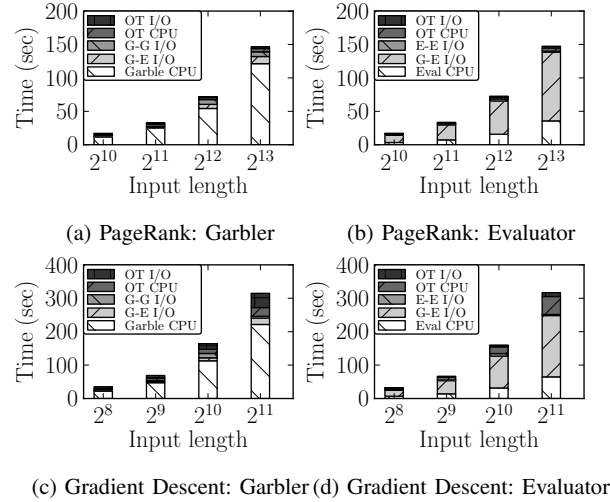 Time (sec)
200
150
100
50
0
OT I/O
OT CPU
G-G I/O
G-E I/O
Garble CPU
2^10 2^11 2^12 2^13
Input length
(a) PageRank: Garbler
Time (sec)
200
150
100
50
0
OT I/O
OT CPU
E-E I/O
G-E I/O
Eval CPU
2^10 2^11 2^12 2^13
Input length
(b) PageRank: Evaluator
Time (sec)
400
300
200
100
0
OT I/O
OT CPU
G-G I/O
G-E I/O
Garble CPU
2^8 2^9 2^10 2^11
Input length
(c) Gradient Descent: Garbler
Time (sec)
400
300
200
100
0
OT I/O
OT CPU
E-E I/O
G-E I/O
Eval CPU
2^8 2^9 2^10 2^11
Input length
(d) Gradient Descent: Evaluator